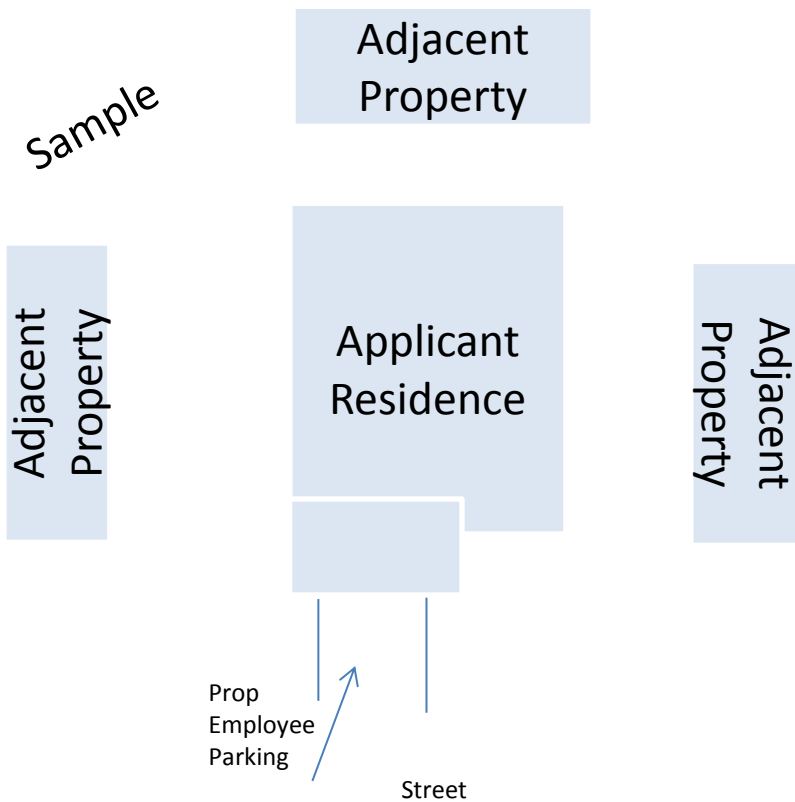 Adjacent
Property
Sample
Adjacent
Property
Applicant
Residence
Adjacent
Property
Prop
Employee
Parking
Street